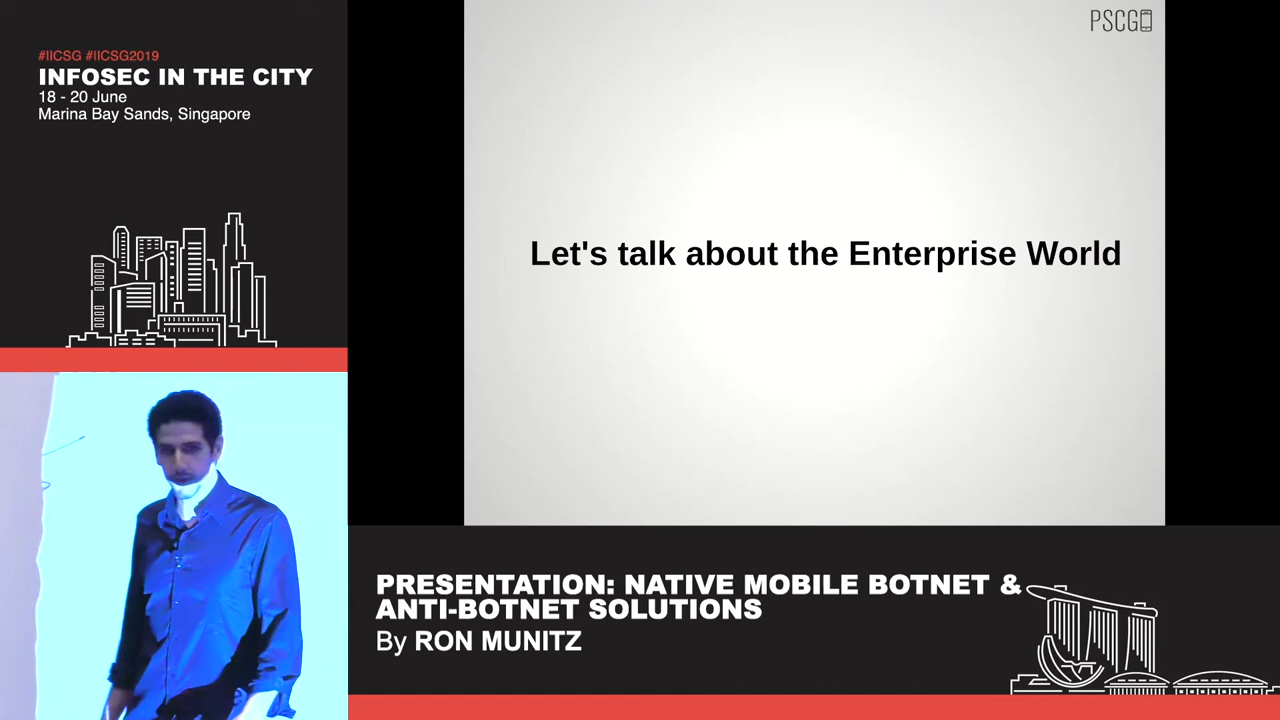 #IICSG #IICSG2019
INFOSEC IN THE CITY
18 - 20 June
Marina Bay Sands, Singapore
PSCG
Let's talk about the Enterprise World
PRESENTATION: NATIVE MOBILE BOTNET &
ANTI-BOTNET SOLUTIONS
By RON MUNITZ